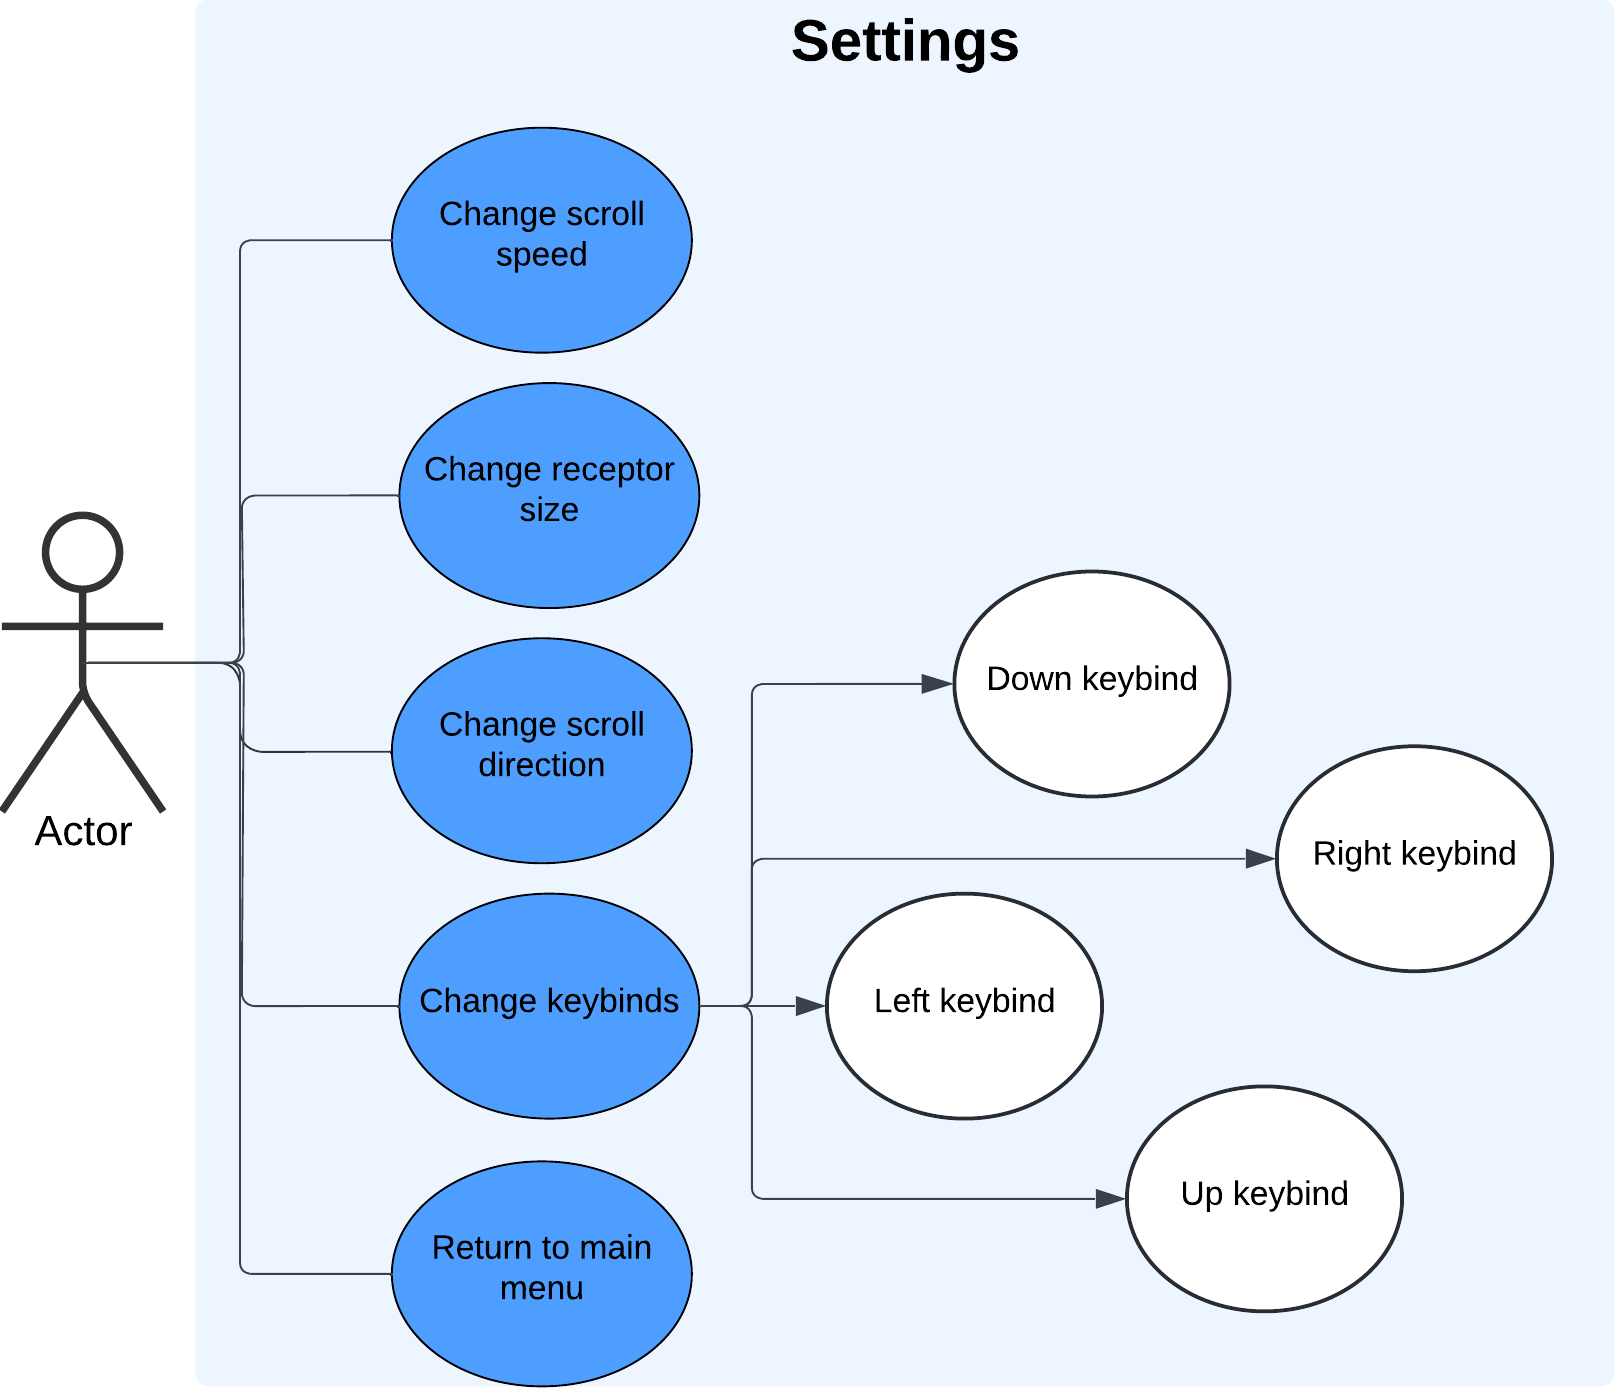 Settings
Change scroll
speed
Change receptor
size
Change scroll
direction
Change keybinds
Return to main
menu
Actor
Down keybind
Right keybind
Left keybind
Up keybind